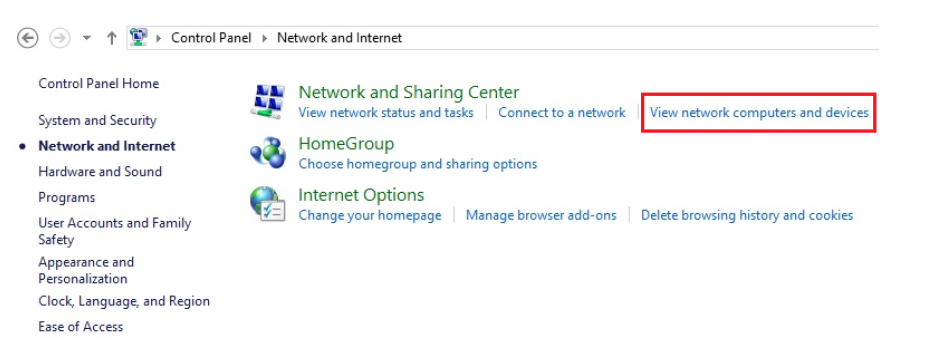 Control Panel Network and Internet
Control Panel Home
System and Security
Network and Internet
Hardware and Sound
Programs
User Accounts and Family
Safety
Appearance and
Personalization
Clock, Language, and Region
Ease of Access
Network and Sharing Center
View network status and tasks Connect to a network View network computers and devices
HomeGroup
Choose homegroup and sharing options
Internet Options
Change your homepage Manage browser add-ons Delete browsing history and cookies